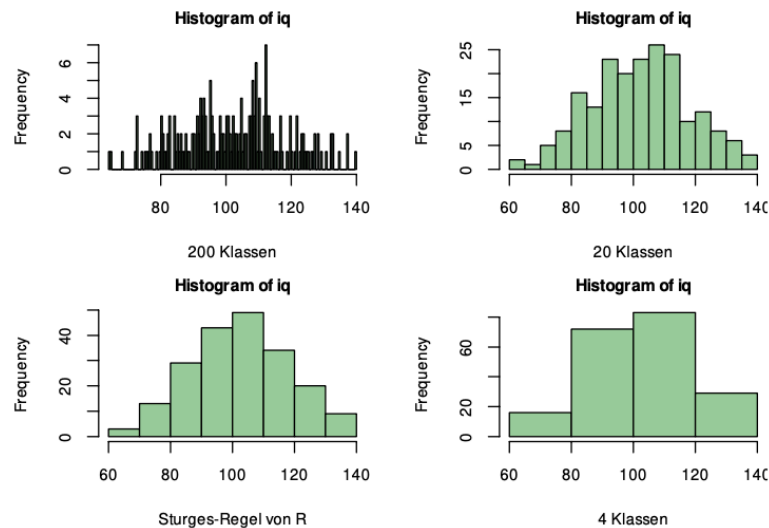 Histogram of iq
Frequency
0 2 4 6
80 100 120 140
200 Klassen
Histogram of iq
Frequency
0 5 15 25
60 80 100 120 140
20 Klassen
Histogram of iq
Frequency
0 20 40
60 80 100 120 140
Sturges-Regel von R
Histogram of iq
Frequency
0 20 60
60 80 100 120 140
4 Klassen